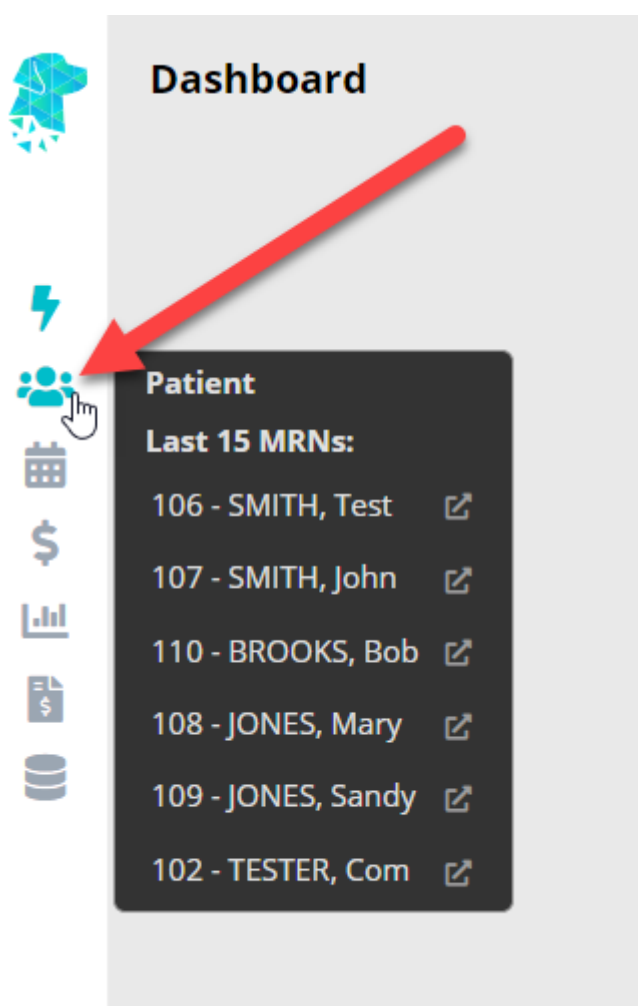 Dashboard
Patient
Last 15 MRNs:
106 - SMITH, Test
107 - SMITH, John
110 - BROOKS, Bob
108 - JONES, Mary
109 - JONES, Sandy
102 - TESTER, Com